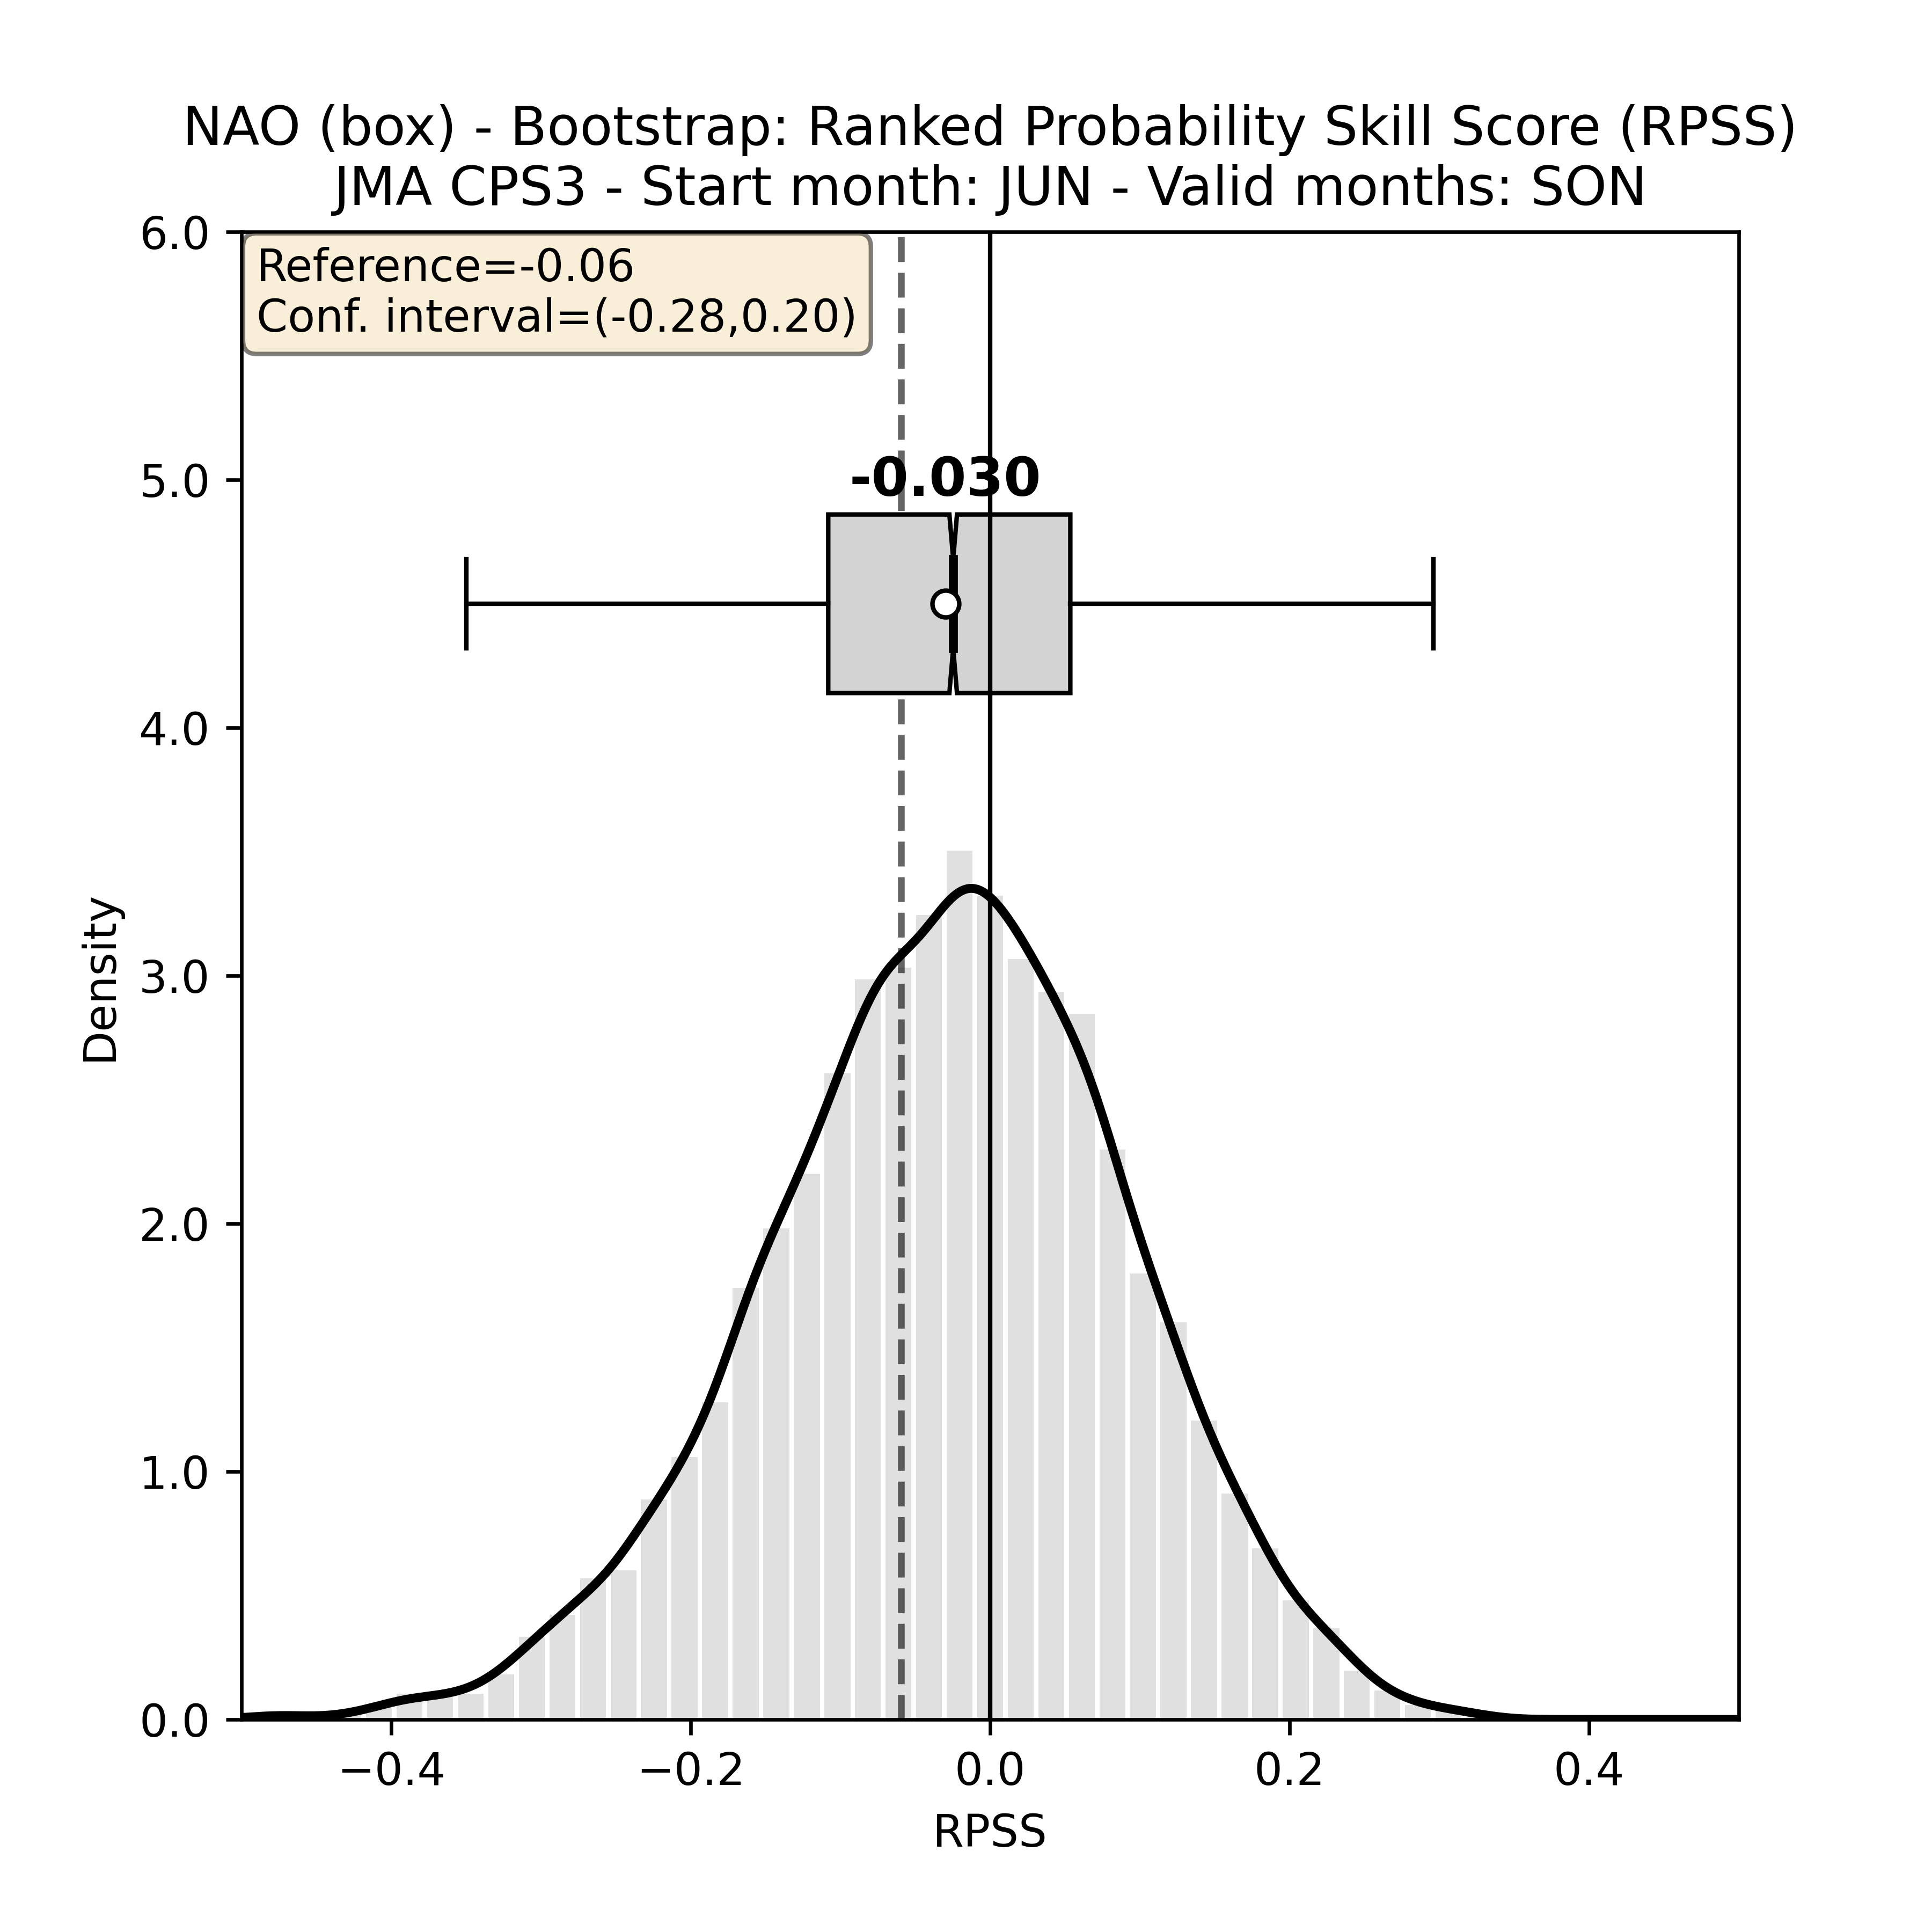 NAO (box) - Bootstrap: Ranked Probability Skill Score (RPSS)
JMA CPS3 - Start month: JUN - Valid months: SON
Reference=-0.06
Conf. interval=(-0.28,0.20)
-0.030
6.0
5.0
4.0
3.0
2.0
1.0
0.0
Density
−0.4 −0.2 0.0 0.2 0.4
RPSS